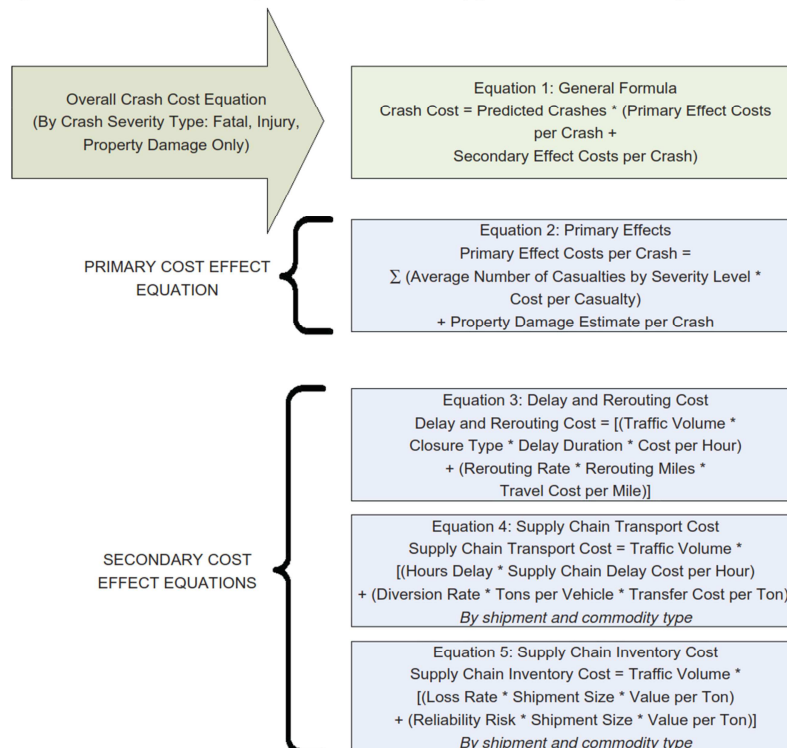 Overall Crash Cost Equation
(By Crash Severity Type: Fatal, Injury,
Property Damage Only)
Equation 1: General Formula
Crash Cost = Predicted Crashes * (Primary Effect Costs
per Crash +
Secondary Effect Costs per Crash)
PRIMARY COST EFFECT
EQUATION
Equation 2: Primary Effects
Primary Effect Costs per Crash =
∑ (Average Number of Casualties by Severity Level *
Cost per Casualty)
+ Property Damage Estimate per Crash
SECONDARY COST
EFFECT EQUATIONS
Equation 3: Delay and Rerouting Cost
Delay and Rerouting Cost = [(Traffic Volume *
Closure Type * Delay Duration * Cost per Hour)
+ (Rerouting Rate * Rerouting Miles *
Travel Cost per Mile)]
Equation 4: Supply Chain Transport Cost
Supply Chain Transport Cost = Traffic Volume *
[(Hours Delay * Supply Chain Delay Cost per Hour)
+ (Diversion Rate * Tons per Vehicle * Transfer Cost per Ton)
By shipment and commodity type
Equation 5: Supply Chain Inventory Cost
Supply Chain Inventory Cost = Traffic Volume *
[(Loss Rate * Shipment Size * Value per Ton)
+ (Reliability Risk * Shipment Size * Value per Ton)]
By shipment and commodity type